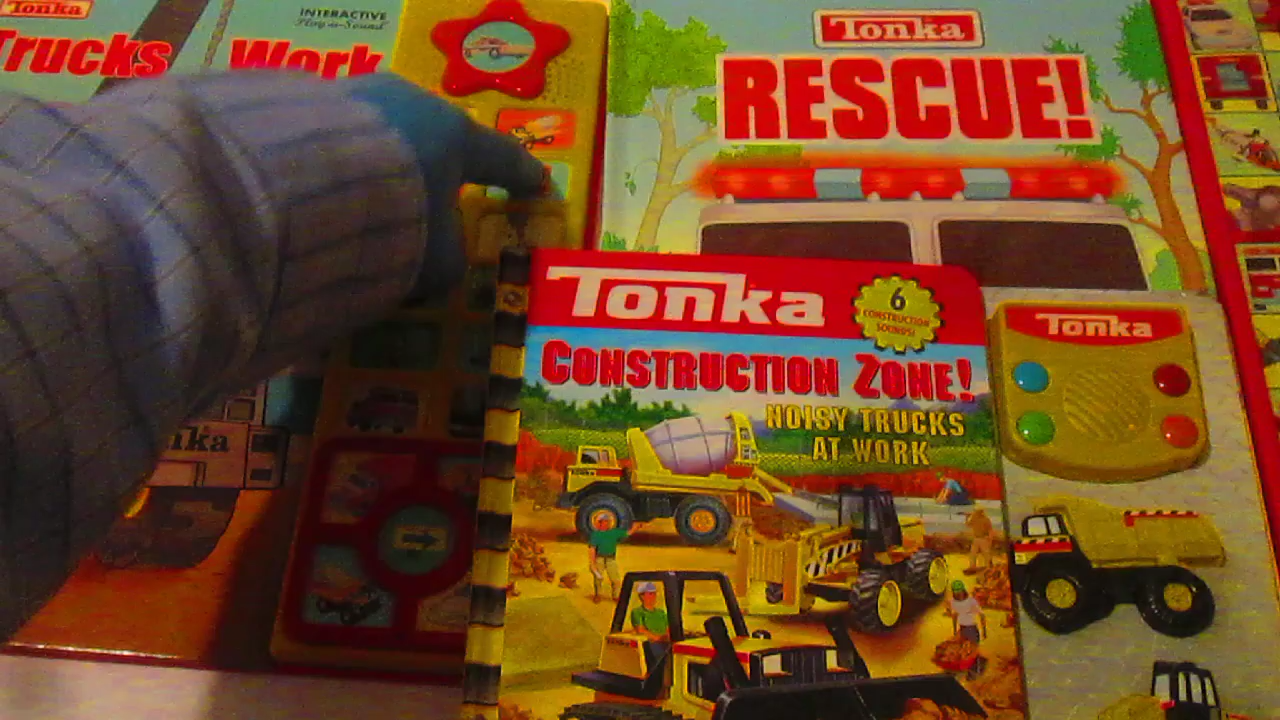 Tonka
Trucks
Work
INTERACTIVE
Play-a-Sound
Tonka
RESCUE!
Tonka
6
CONSTRUCTION
SOUNDS!
CONSTRUCTION ZONE!
NOISY TRUCKS
AT WORK
Tonka